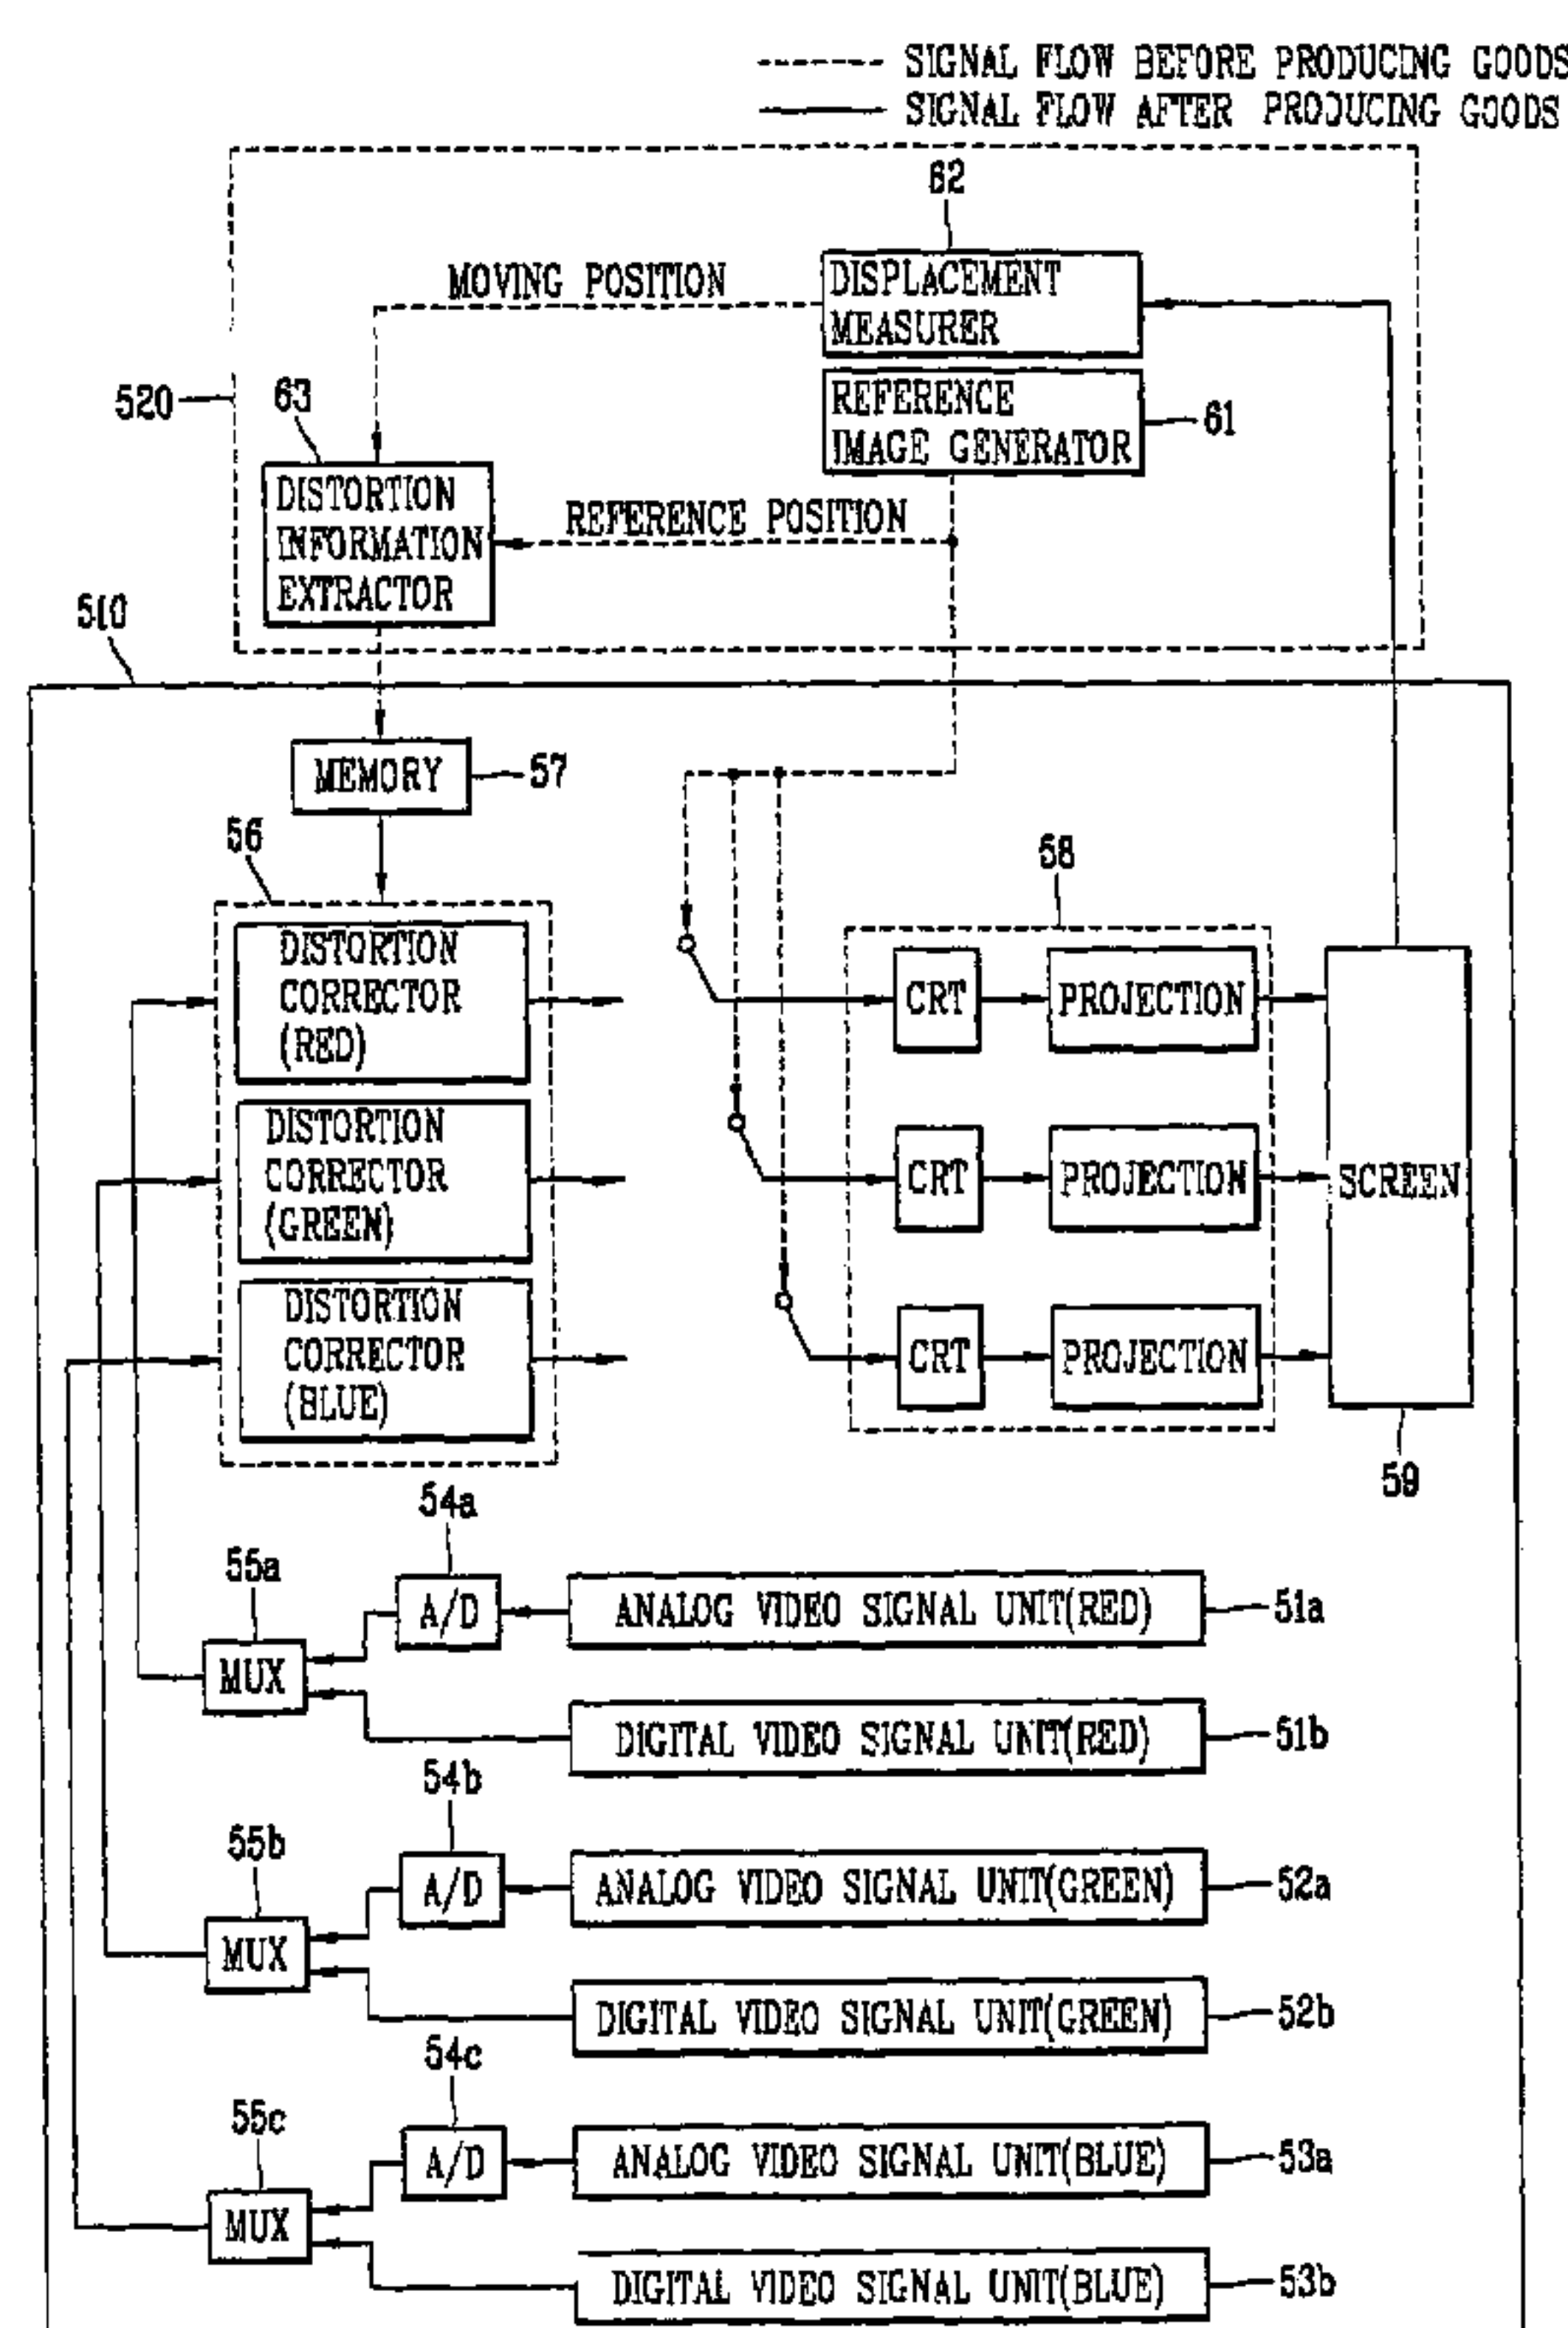 SIGNAL FLOW BEFORE PRODUCING GOODS
SIGNAL FLOW AFTER PRODUCING GOODS
62
MOVING POSITION
DISPLACEMENT
MEASURER
520
63
REFERENCE
IMAGE GENERATOR
61
DISTORTION
INFORMATION
EXTRACTOR
REFERENCE POSITION
510
MEMORY
57
56
58
DISTORTION
CORRECTOR
(RED)
CRT
PROJECTION
DISTORTION
CORRECTOR
(GREEN)
CRT
PROJECTION
SCREEN
DISTORTION
CORRECTOR
(BLUE)
CRT
PROJECTION
59
54a
55a
A/D
ANALOG VIDEO SIGNAL UNIT(RED)
51a
MUX
DIGITAL VIDEO SIGNAL UNIT(RED)
51b
54b
55b
A/D
ANALOG VIDEO SIGNAL UNIT(GREEN)
52a
MUX
DIGITAL VIDEO SIGNAL UNIT(GREEN)
52b
54c
55c
A/D
ANALOG VIDEO SIGNAL UNIT(BLUE)
53a
MUX
DIGITAL VIDEO SIGNAL UNIT(BLUE)
53b